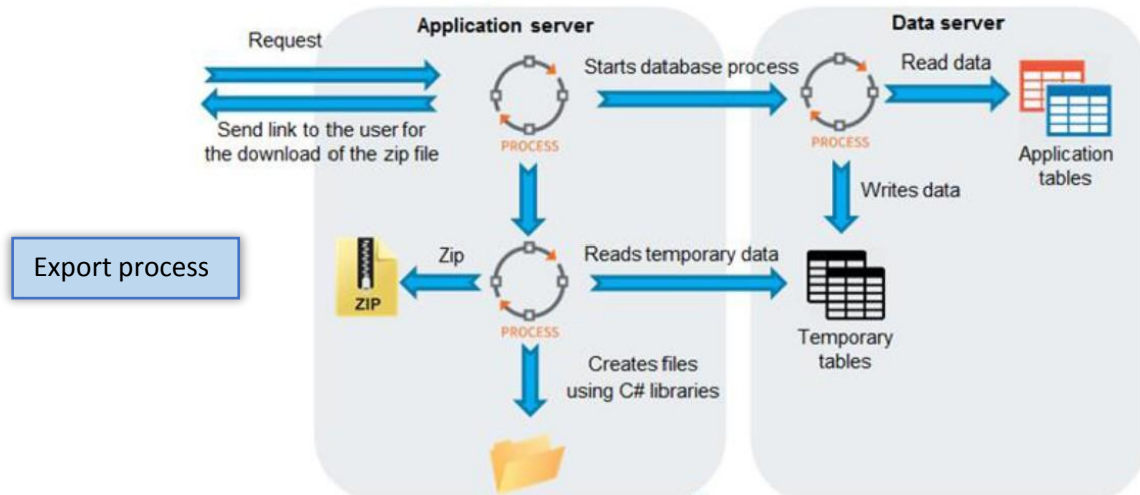 Application server
Data server
Request
Starts database process
Read data
Send link to the user for
the download of the zip file
PROCESS
PROCESS
Application
tables
Writes data
Export process
Zip
Reads temporary data
ZIP
PROCESS
Temporary
tables
Creates files
using C# libraries